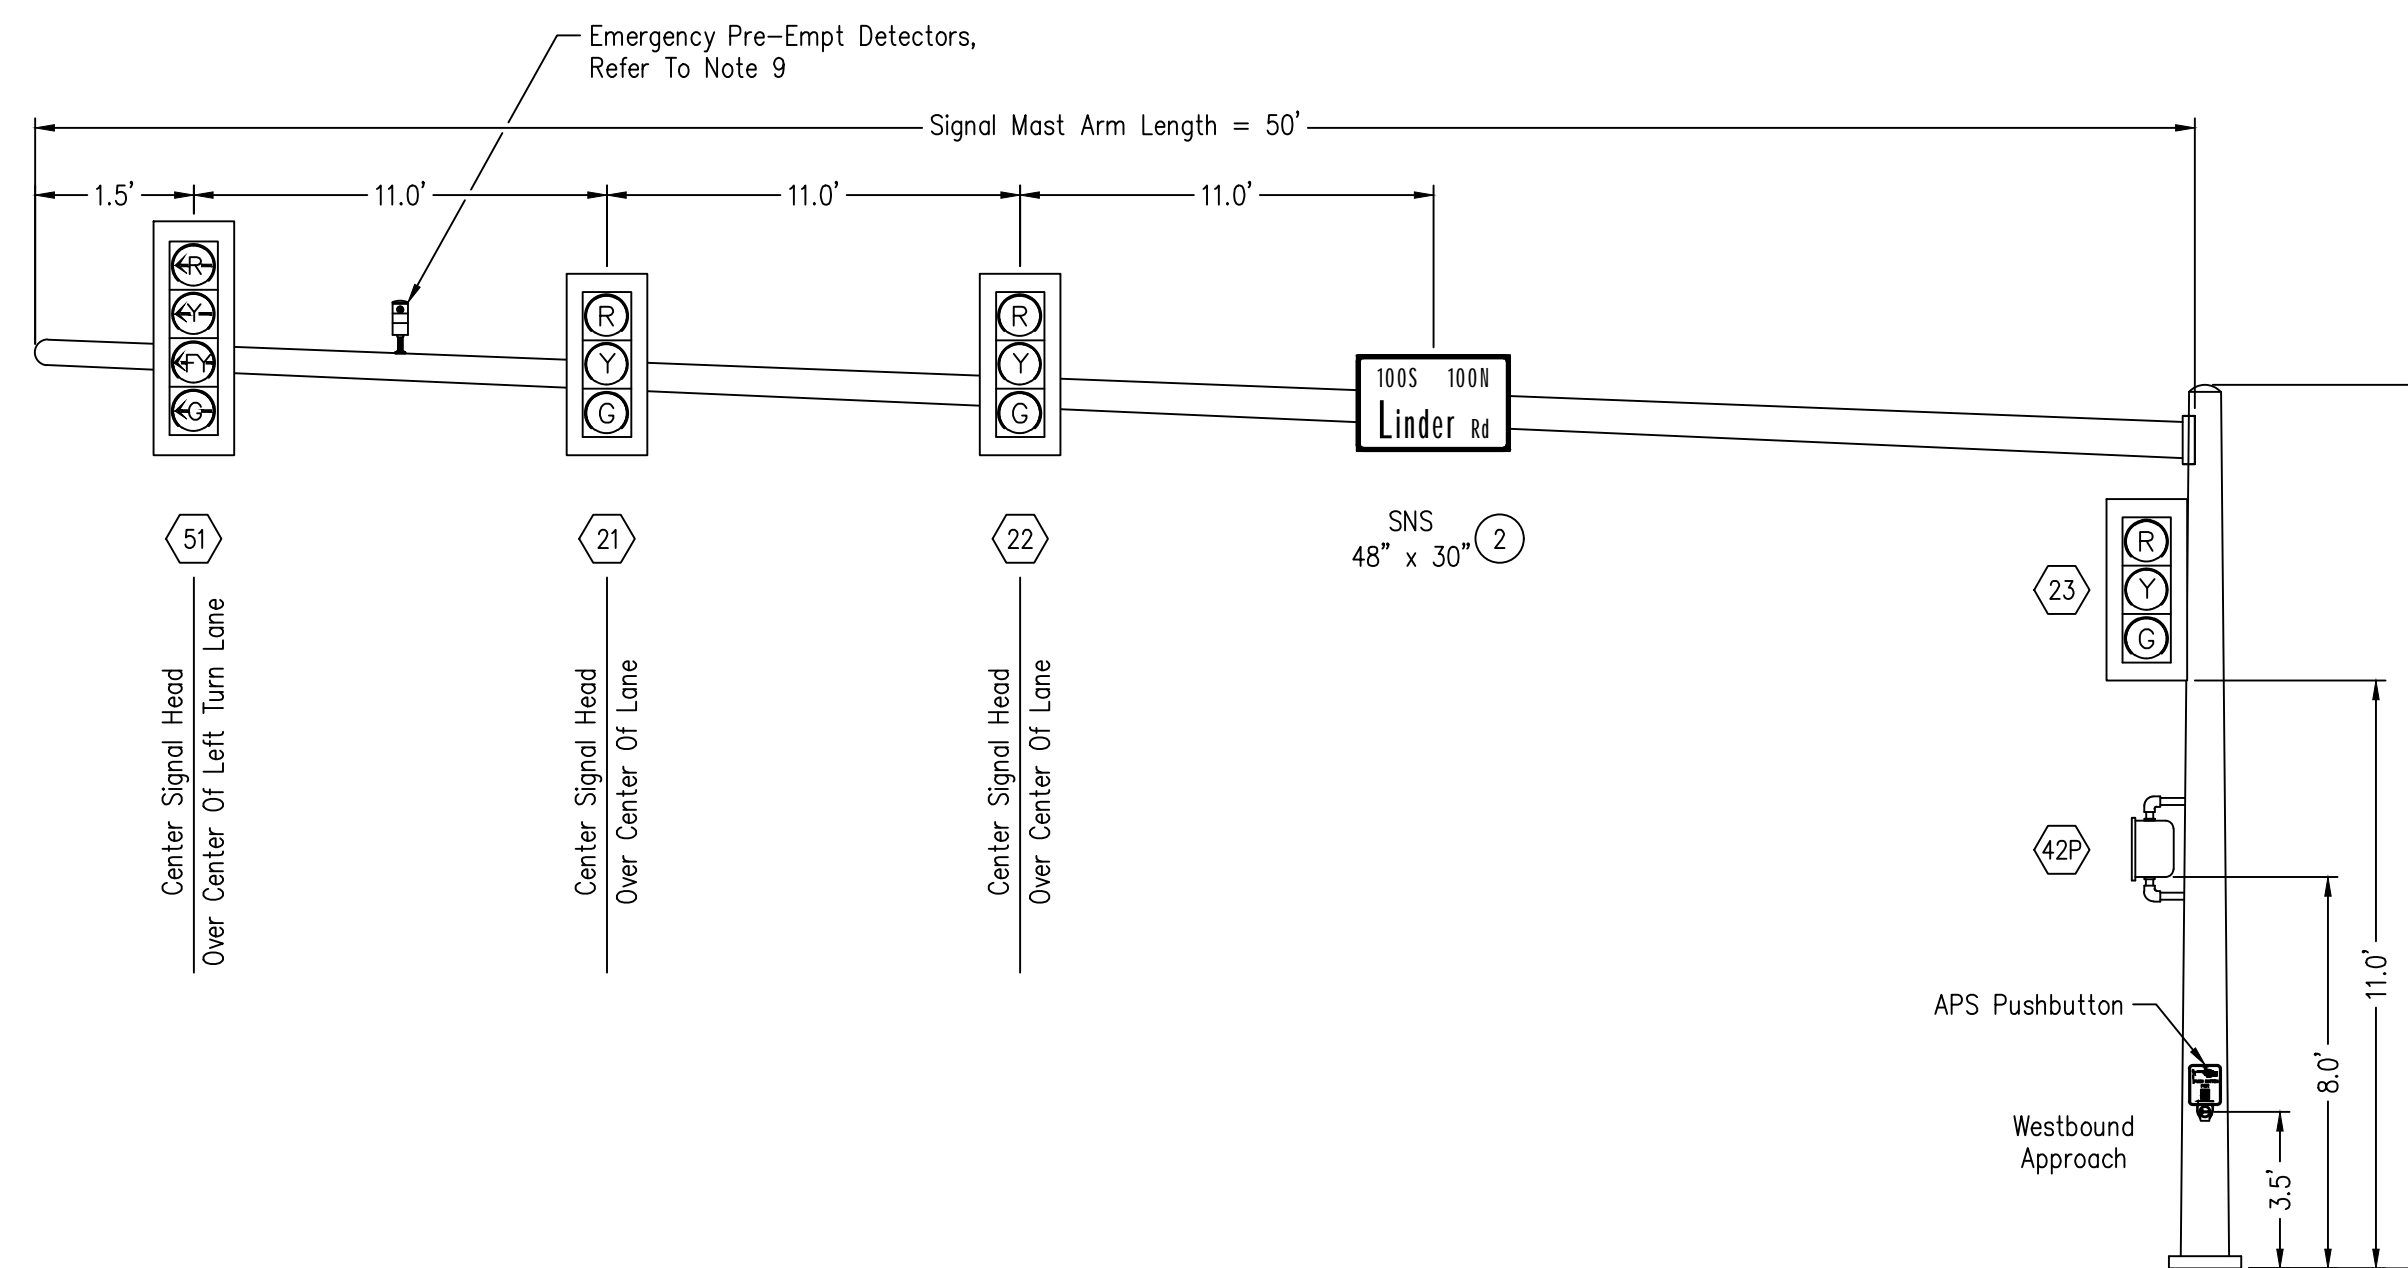 Emergency Pre-Empt Detectors,
Refer To Note 9
Signal Mast Arm Length = 50'
1.5'
11.0'
11.0'
11.0'
R
Y
FY
G
R
Y
G
R
Y
G
100S 100N
Linder Rd
51
21
22
SNS
48" x 30"
2
R
Y
G
23
Center Signal Head
Over Center Of Left Turn Lane
Center Signal Head
Over Center Of Lane
Center Signal Head
Over Center Of Lane
42P
11.0'
APS Pushbutton
8.0'
Westbound
Approach
3.5'